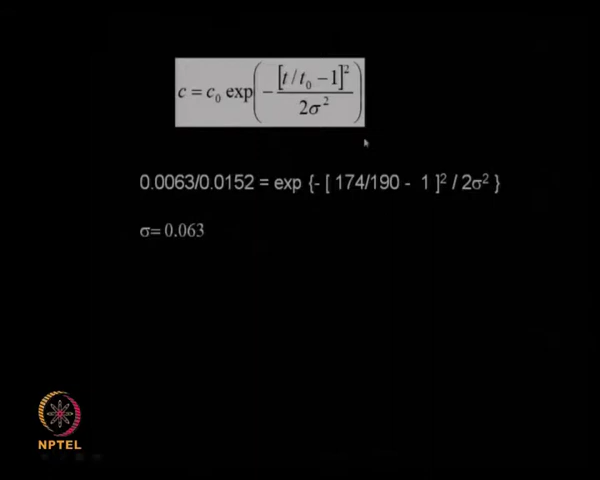 c = c₀ exp(−[t/t₀ −1]²/2σ²)
0.0063/0.0152 = exp {- [ 174/190 - 1 ]² / 2σ² }
σ= 0.063
NPTEL